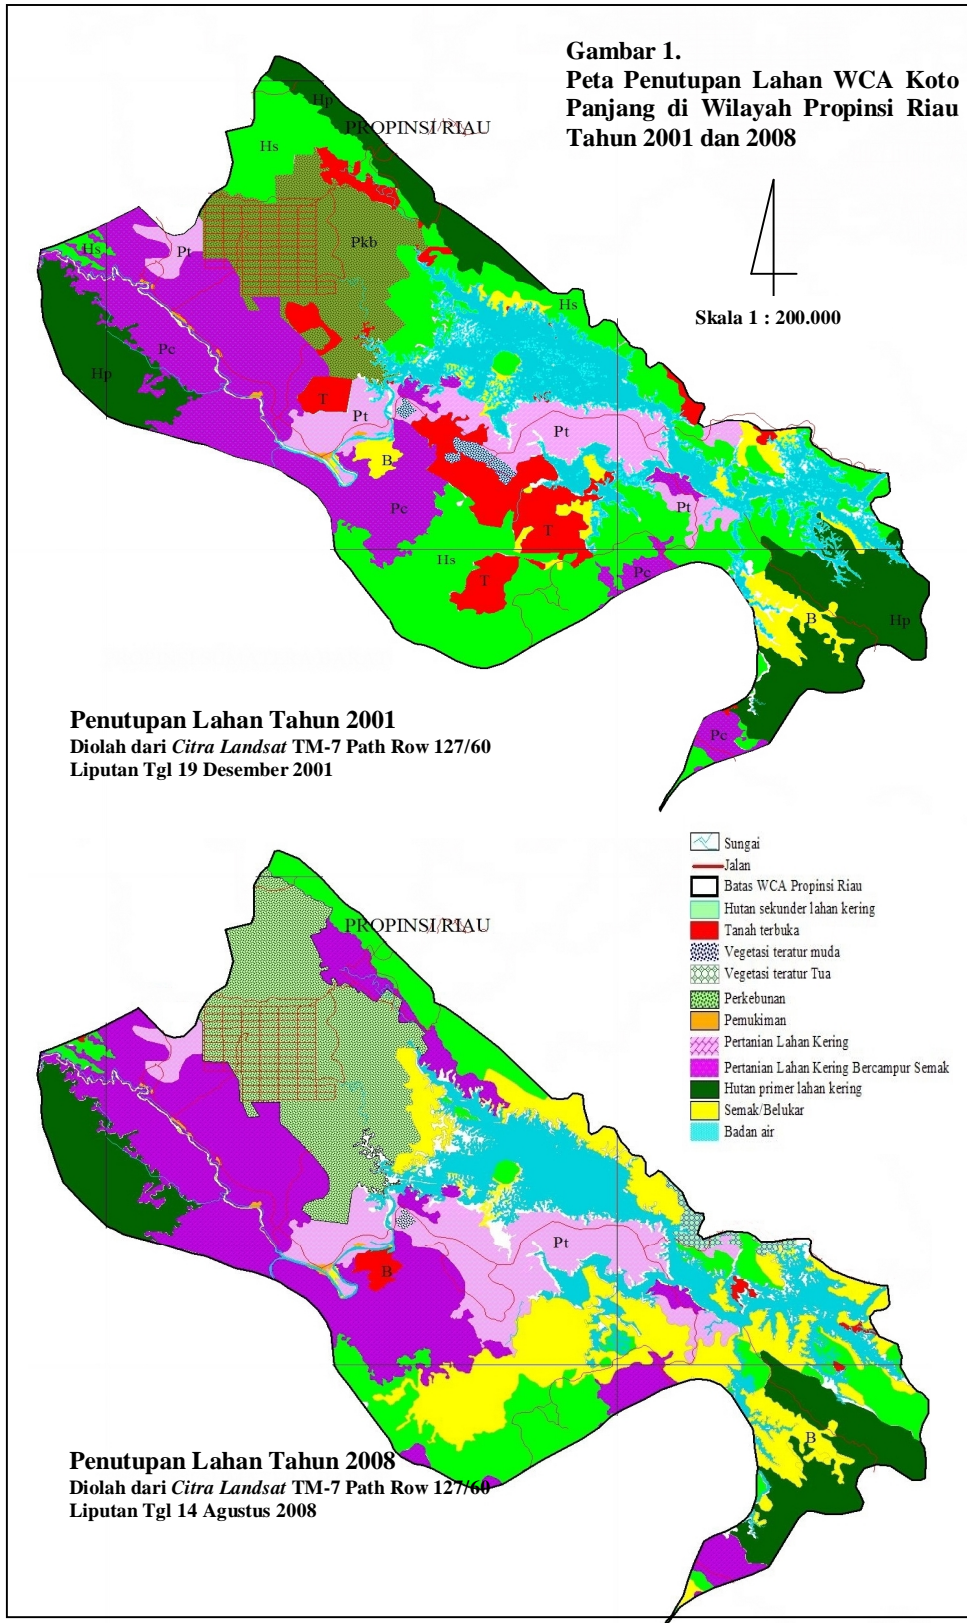 Gambar 1.
Peta Penutupan Lahan WCA Koto
Panjang di Wilayah Propinsi Riau
Tahun 2001 dan 2008
Skala 1 : 200.000
Hp
PROPINSI/RIAU
Hs
Pkb
Hs
Pt
Hs
Pc
Hp
T
Pt
Pt
B
Pc
Pt
T
Hs
T
Pc
B
Hp
Pc
Penutupan Lahan Tahun 2001
Diolah dari Citra Landsat TM-7 Path Row 127/60
Liputan Tgl 19 Desember 2001
Sungai
Jalan
Batas WCA Propinsi Riau
Hutan sekunder lahan kering
Tanah terbuka
Vegetasi teratur muda
Vegetasi teratur Tua
Perkebunan
Pemukiman
Pertanian Lahan Kering
Pertanian Lahan Kering Bercampur Semak
Hutan primer lahan kering
Semak/Belukar
Badan air
PROPINSI/RIAU
Pt
B
B
Penutupan Lahan Tahun 2008
Diolah dari Citra Landsat TM-7 Path Row 127/60
Liputan Tgl 14 Agustus 2008